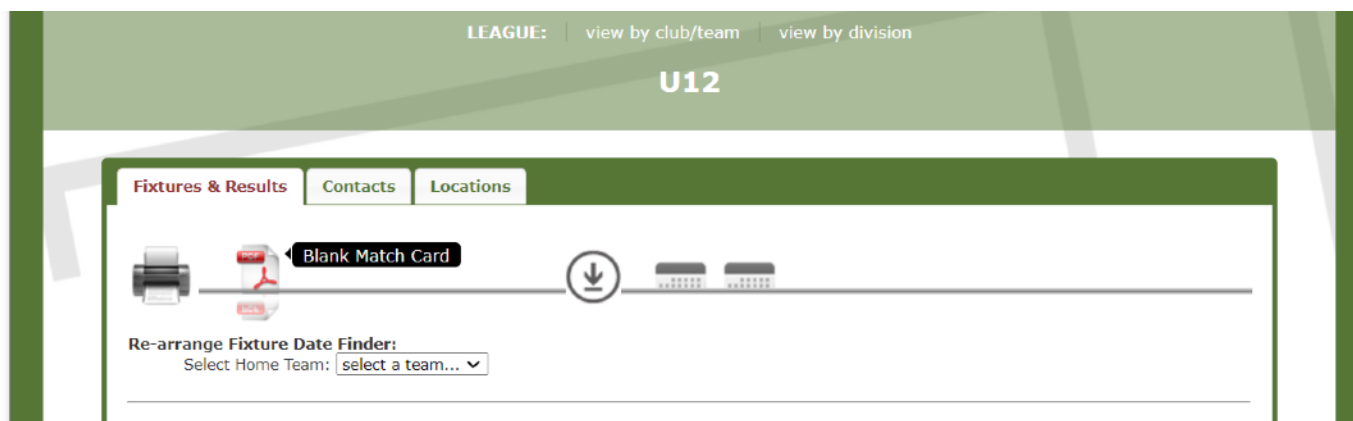 LEAGUE: view by club/team view by division
U12
Fixtures & Results Contacts Locations
PDF Blank Match Card
Re-arrange Fixture Date Finder:
Select Home Team: select a team...